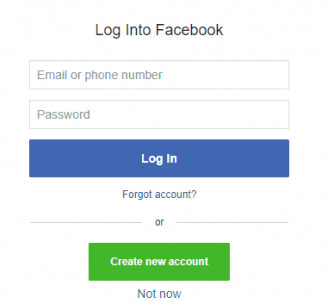 Log Into Facebook
Email or phone number
Password
Log In
Forgot account?
or
Create new account
Not now